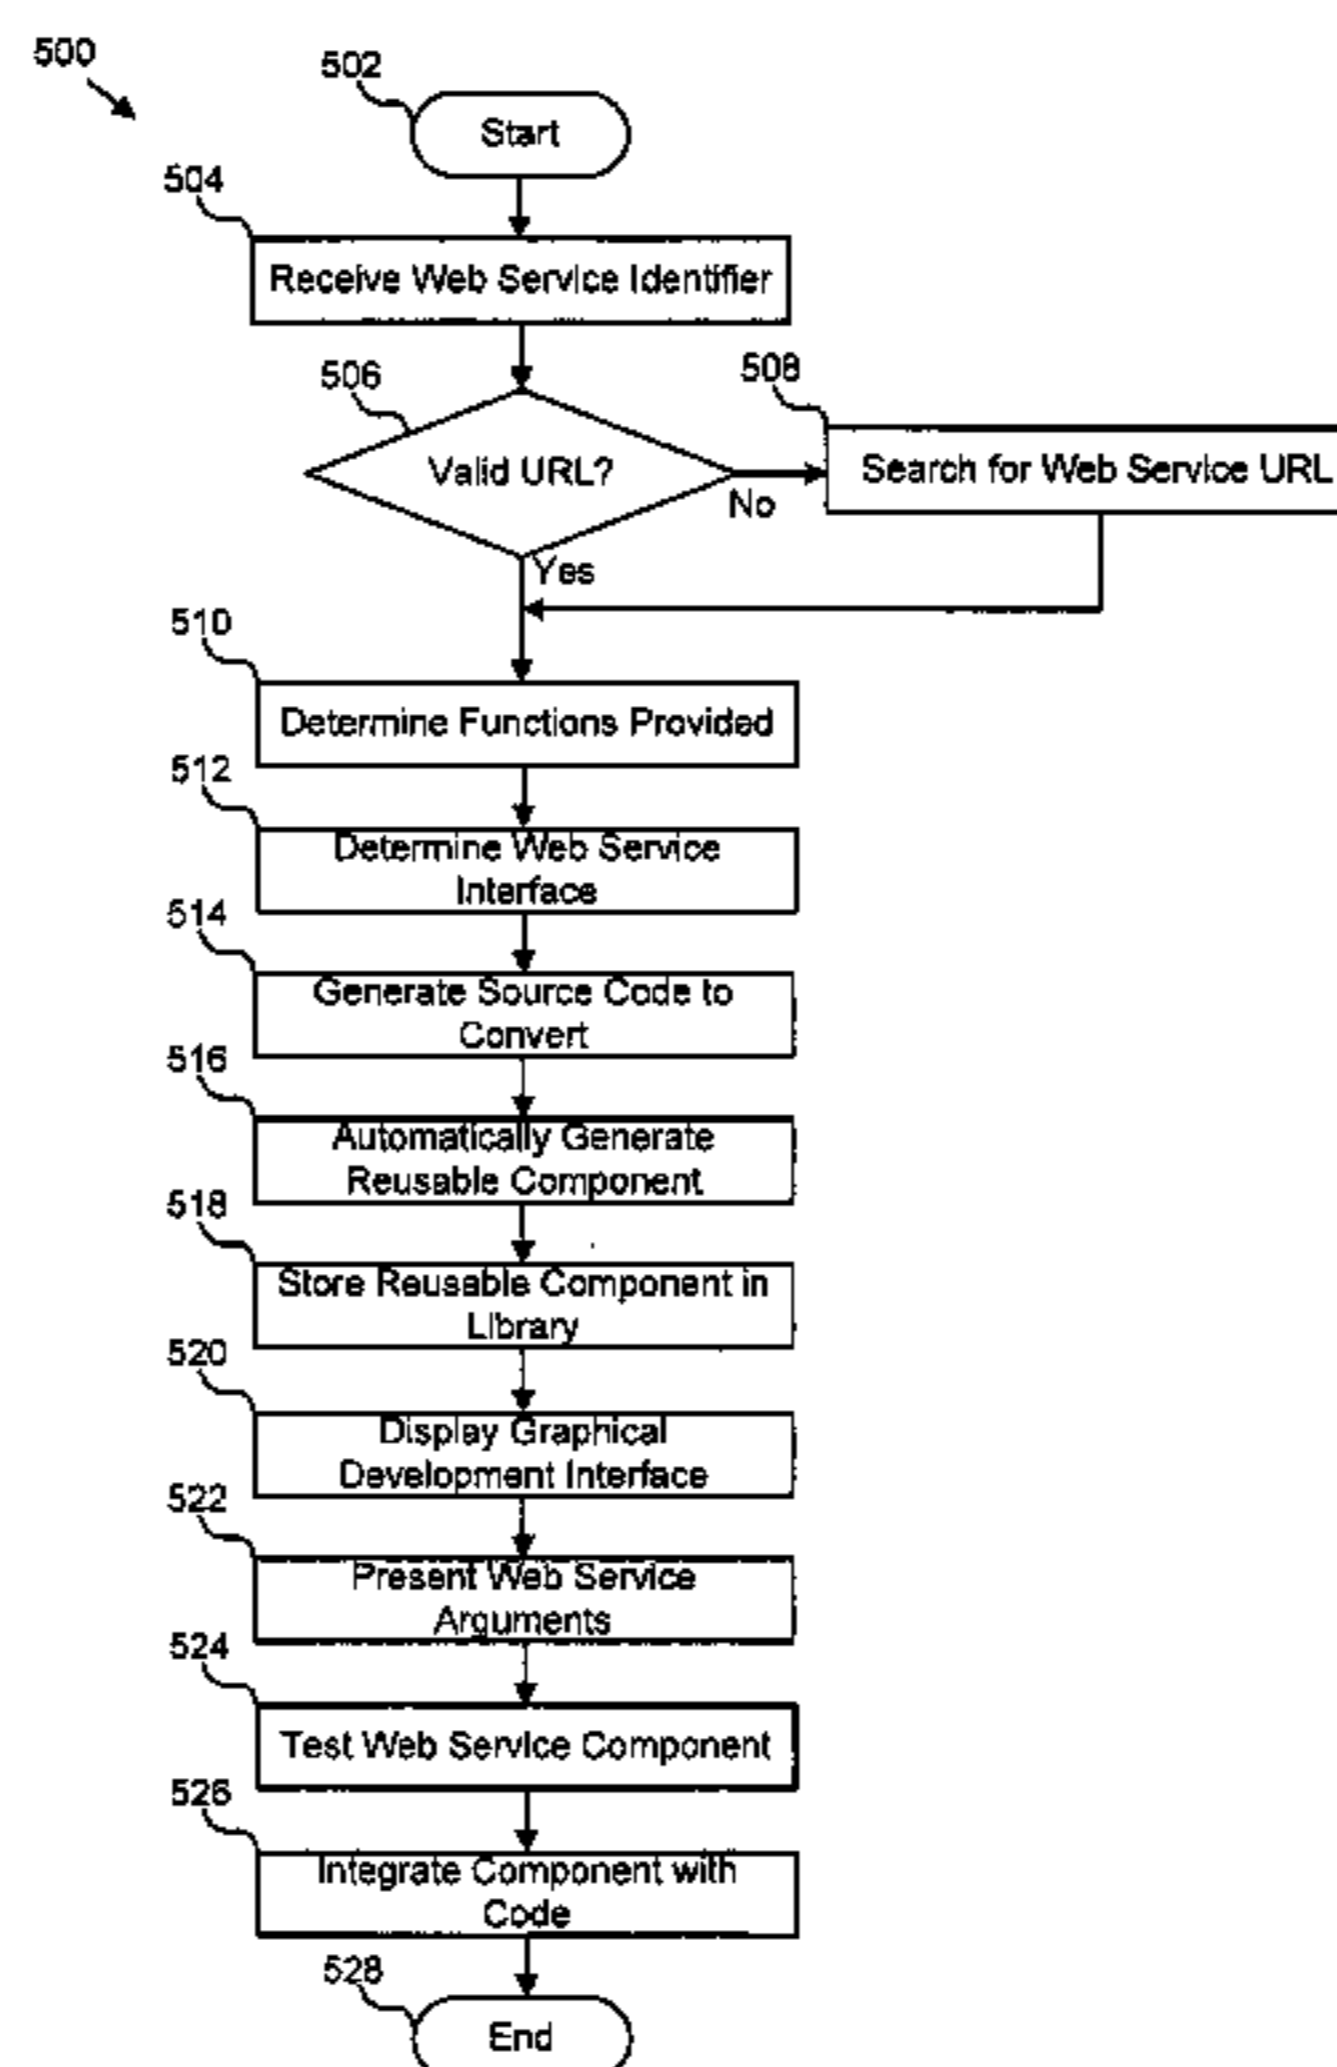 500
502
Start
504
Receive Web Service Identifier
506
Valid URL?
No
508
Search for Web Service URL
Yes
510
Determine Functions Provided
512
Determine Web Service
Interface
514
Generate Source Code to
Convert
516
Automatically Generate
Reusable Component
518
Store Reusable Component in
Library
520
Display Graphical
Development Interface
522
Present Web Service
Arguments
524
Test Web Service Component
526
Integrate Component with
Code
528
End